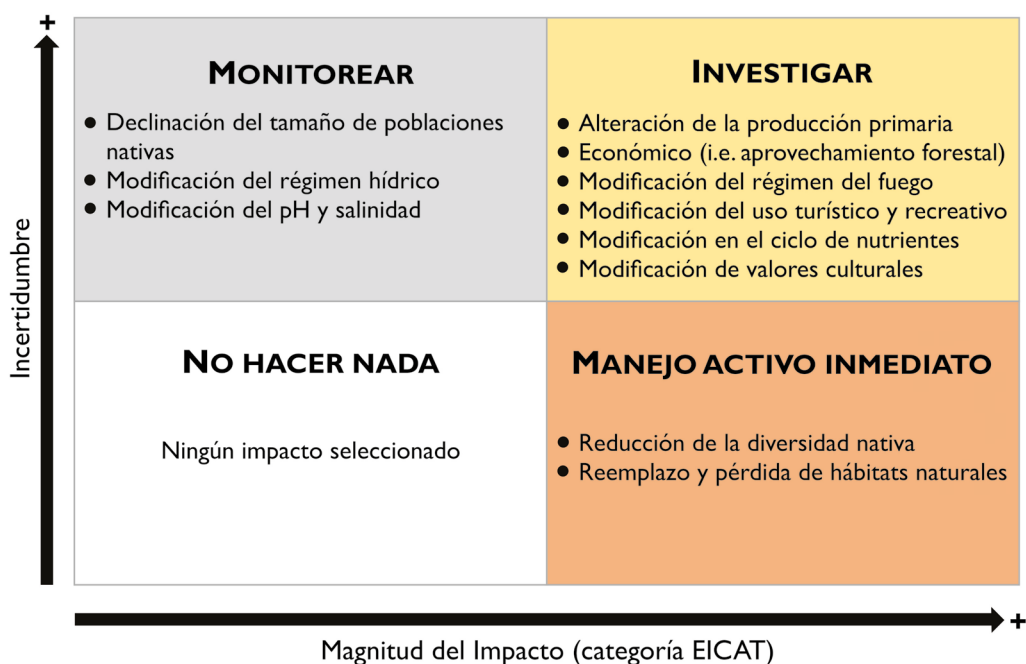 +
Incertidumbre
MONITOREAR
● Declinación del tamaño de poblaciones
nativas
● Modificación del régimen hídrico
● Modificación del pH y salinidad
INVESTIGAR
● Alteración de la producción primaria
● Económico (i.e. aprovechamiento forestal)
● Modificación del régimen del fuego
● Modificación del uso turístico y recreativo
● Modificación en el ciclo de nutrientes
● Modificación de valores culturales
NO HACER NADA
Ningún impacto seleccionado
MANEJO ACTIVO INMEDIATO
● Reducción de la diversidad nativa
● Reemplazo y pérdida de hábitats naturales
+
Magnitud del Impacto (categoría EICAT)